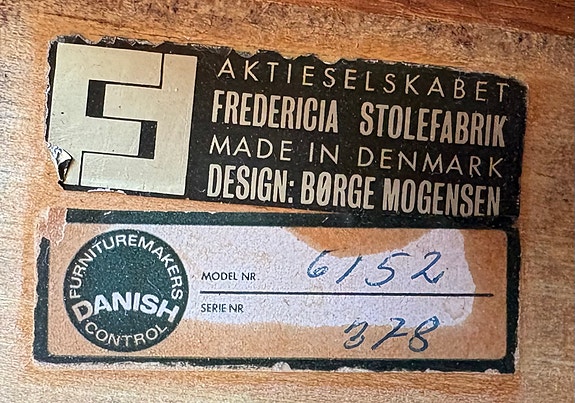 AKTIESELSKABET
FREDERICIA STOLEFABRIK
MADE IN DENMARK
DESIGN: BØRGE MOGENSEN
FURNITUREMAKERS
DANISH
CONTROL
MODEL NR 6152
SERIE NR 378